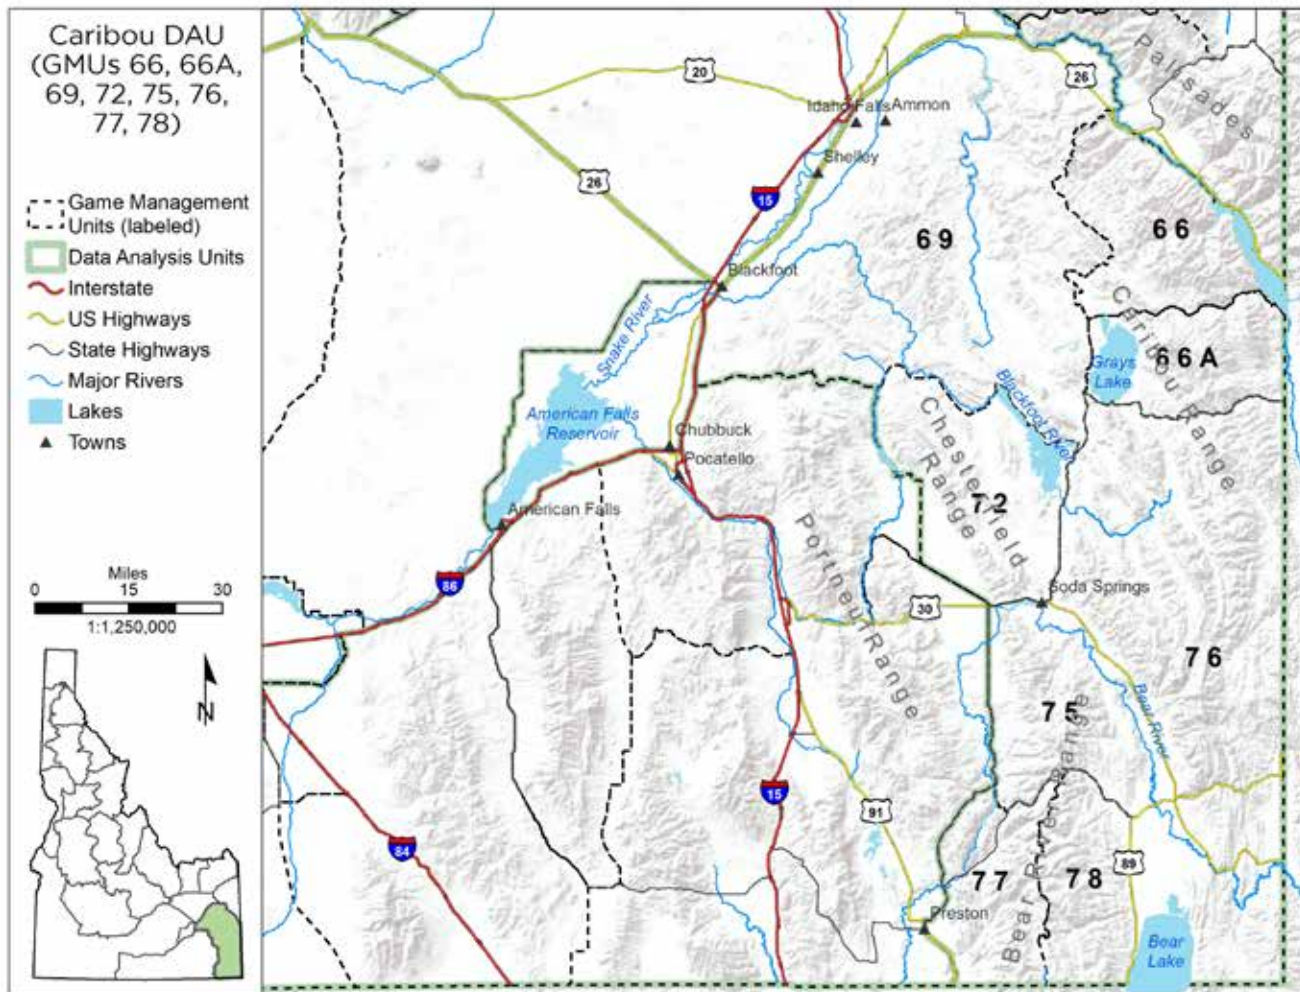 Caribou DAU
(GMUs 66, 66A,
69, 72, 75, 76,
77, 78)
Game Management
Units (labeled)
Data Analysis Units
Interstate
US Highways
State Highways
Major Rivers
Lakes
Towns
Miles
0 15 30
1:1,250,000
N
Palisades
20
26
Idaho Falls
Ammon
Shelley
26
15
69
66
Blackfoot
Snake River
Caribou Range
Grays
Lake
66A
Blackfoot River
American Falls
Reservoir
Chesterfield
Range
Chubbuck
Pocatello
72
American Falls
Portneuf Range
86
30
Soda Springs
76
75
Bear River
15
91
84
89
77
78
Bear River Range
Preston
Bear
Lake